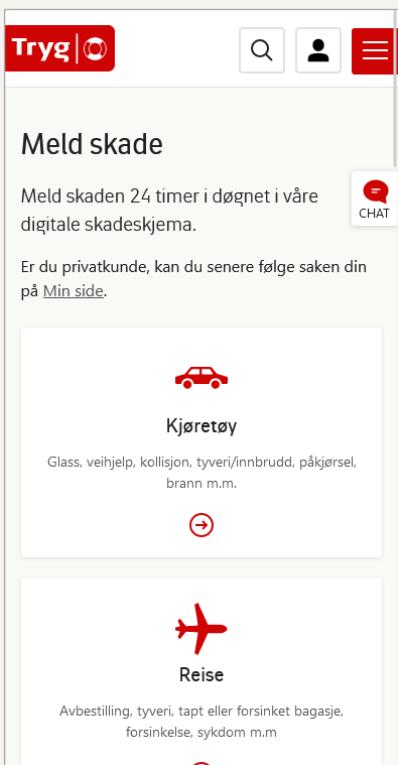 Tryg
CHAT
Meld skade
Meld skaden 24 timer i døgnet i våre
digitale skadeskjema.
Er du privatkunde, kan du senere følge saken din
på Min side.
Kjøretøy
Glass, veihjelp, kollisjon, tyveri/innbrudd, påkjørsel,
brann m.m.
Reise
Avbestilling, tyveri, tapt eller forsinket bagasje,
forsinkelse, sykdom m.m